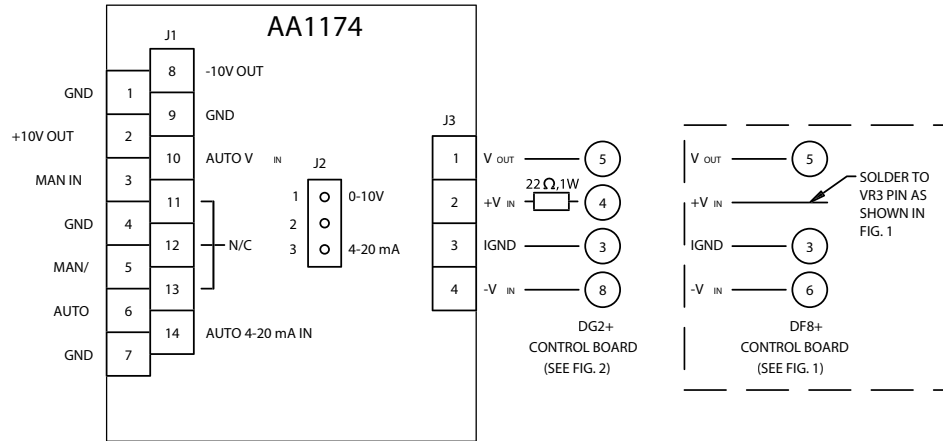 AA1174
J1
8 -10V OUT
GND 1
9 GND
+10V OUT 2
10 AUTO V IN
MAN IN 3
11
GND 4
12 N/C
MAN/ 5
13
AUTO 6
14 AUTO 4-20 mA IN
GND 7
J2
1 0-10V
2
3 4-20 mA
J3
1 V OUT 5
22 Ω,1W
2 +V IN 4
3 IGND 3
4 -V IN 8
DG2+
CONTROL BOARD
(SEE FIG. 2)
V OUT 5
+V IN
SOLDER TO
VR3 PIN AS
SHOWN IN
FIG. 1
IGND 3
-V IN 6
DF8+
CONTROL BOARD
(SEE FIG. 1)